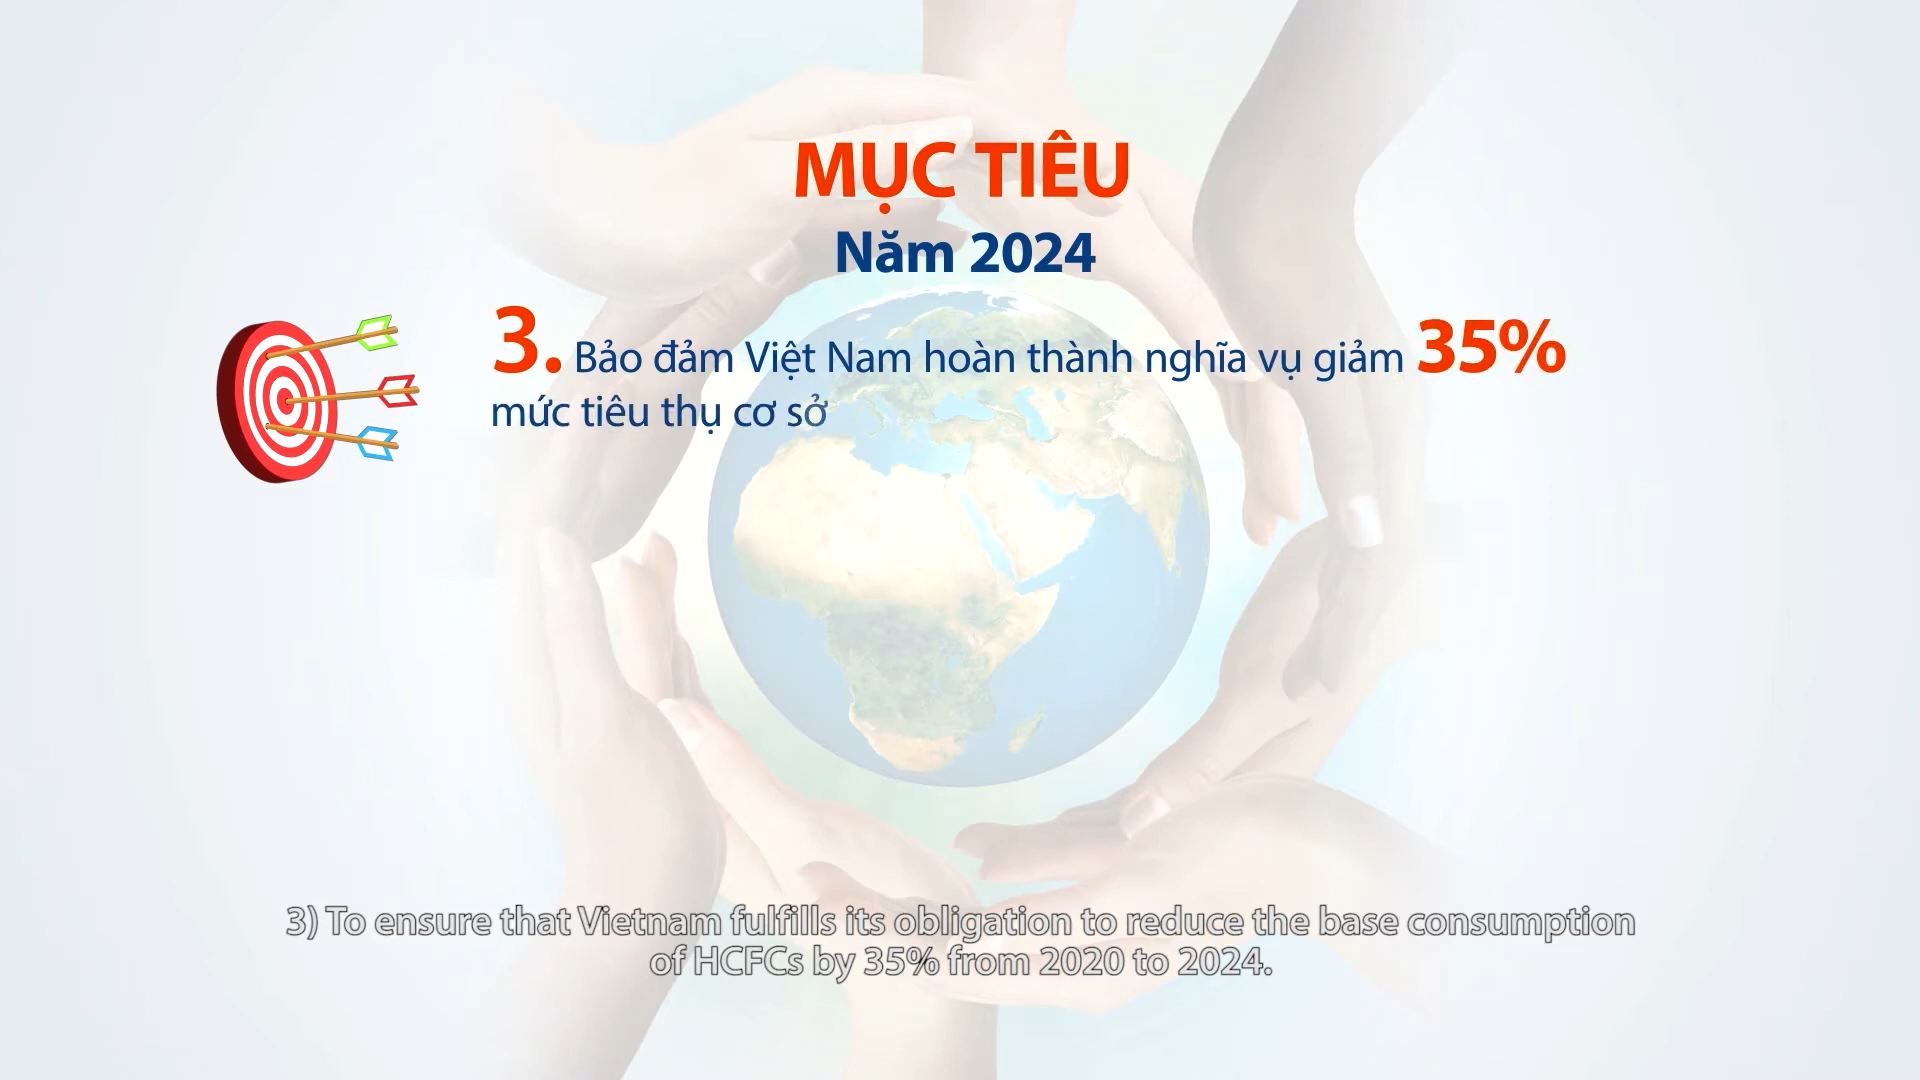 MỤC TIÊU
Năm 2024
3. Bảo đảm Việt Nam hoàn thành nghĩa vụ giảm 35%
mức tiêu thụ cơ sở
3) To ensure that Vietnam fulfills its obligation to reduce the base consumption
of HCFCs by 35% from 2020 to 2024.